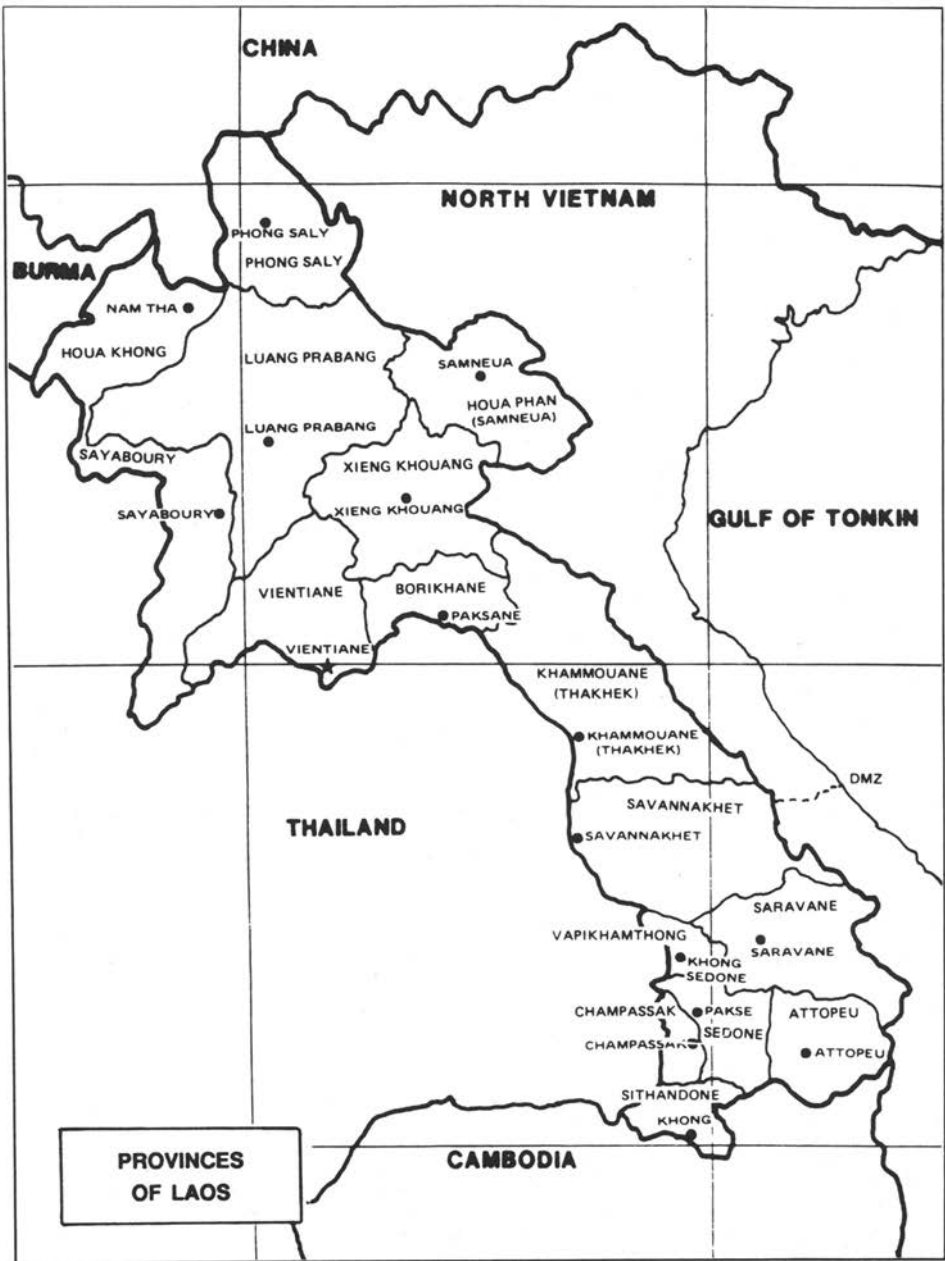 CHINA
NORTH VIETNAM
PHONG SALY
PHONG SALY
BURMA
NAM THA
HOUA KHONG
LUANG PRABANG
SAMNEUA
HOUA PHAN
(SAMNEUA)
LUANG PRABANG
SAYABOURY
XIENG KHOUANG
XIENG KHOUANG
SAYABOURY
GULF OF TONKIN
VIENTIANE
BORIKHANE
PAKSANE
VIENTIANE
KHAMMOUANE
(THAKHEK)
KHAMMOUANE
(THAKHEK)
DMZ
SAVANNAKHET
THAILAND
SAVANNAKHET
SARAVANE
VAPIKHAMTHONG
SARAVANE
KHONG
SEDONE
CHAMPASSAK
PAKSE
ATTOPEU
SEDONE
CHAMPASSAK
ATTOPEU
SITHANDONE
KHONG
CAMBODIA
PROVINCES
OF LAOS